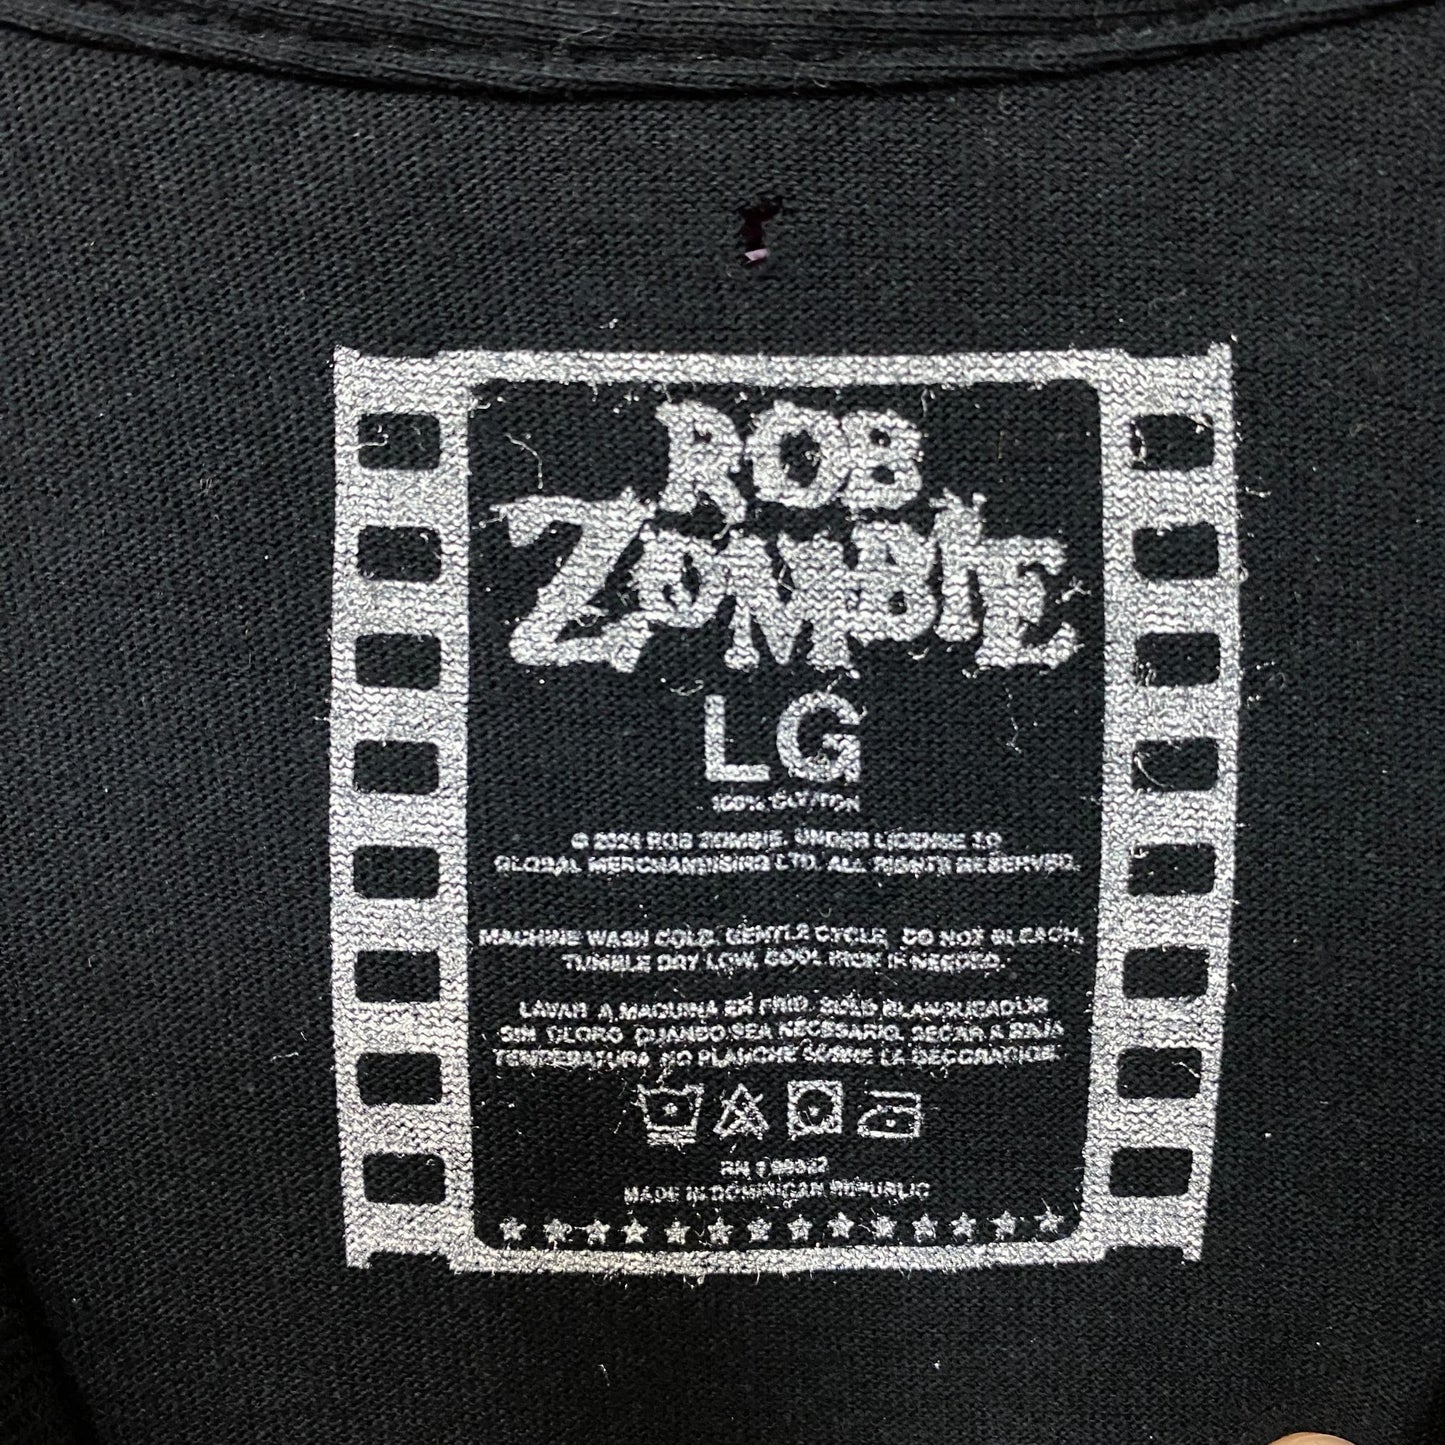 ROB
ZOMBIE
LG
100% COTTON
© 2021 ROB ZOMBIE. UNDER LICENSE TO
GLOBAL MERCHANDISING LTD. ALL RIGHTS RESERVED.
MACHINE WASH COLD. GENTLE CYCLE. DO NOT BLEACH.
TUMBLE DRY LOW. COOL IRON IF NEEDED.
LAVAR A MAQUINA EN FRIO. SOLO BLANQUEADOR
SIN CLORO CUANDO SEA NECESARIO. SECAR A BAJA
TEMPERATURA. NO PLANCHE SOBRE LA DECORATION.
RN
MADE IN DOMINICAN REPUBLIC